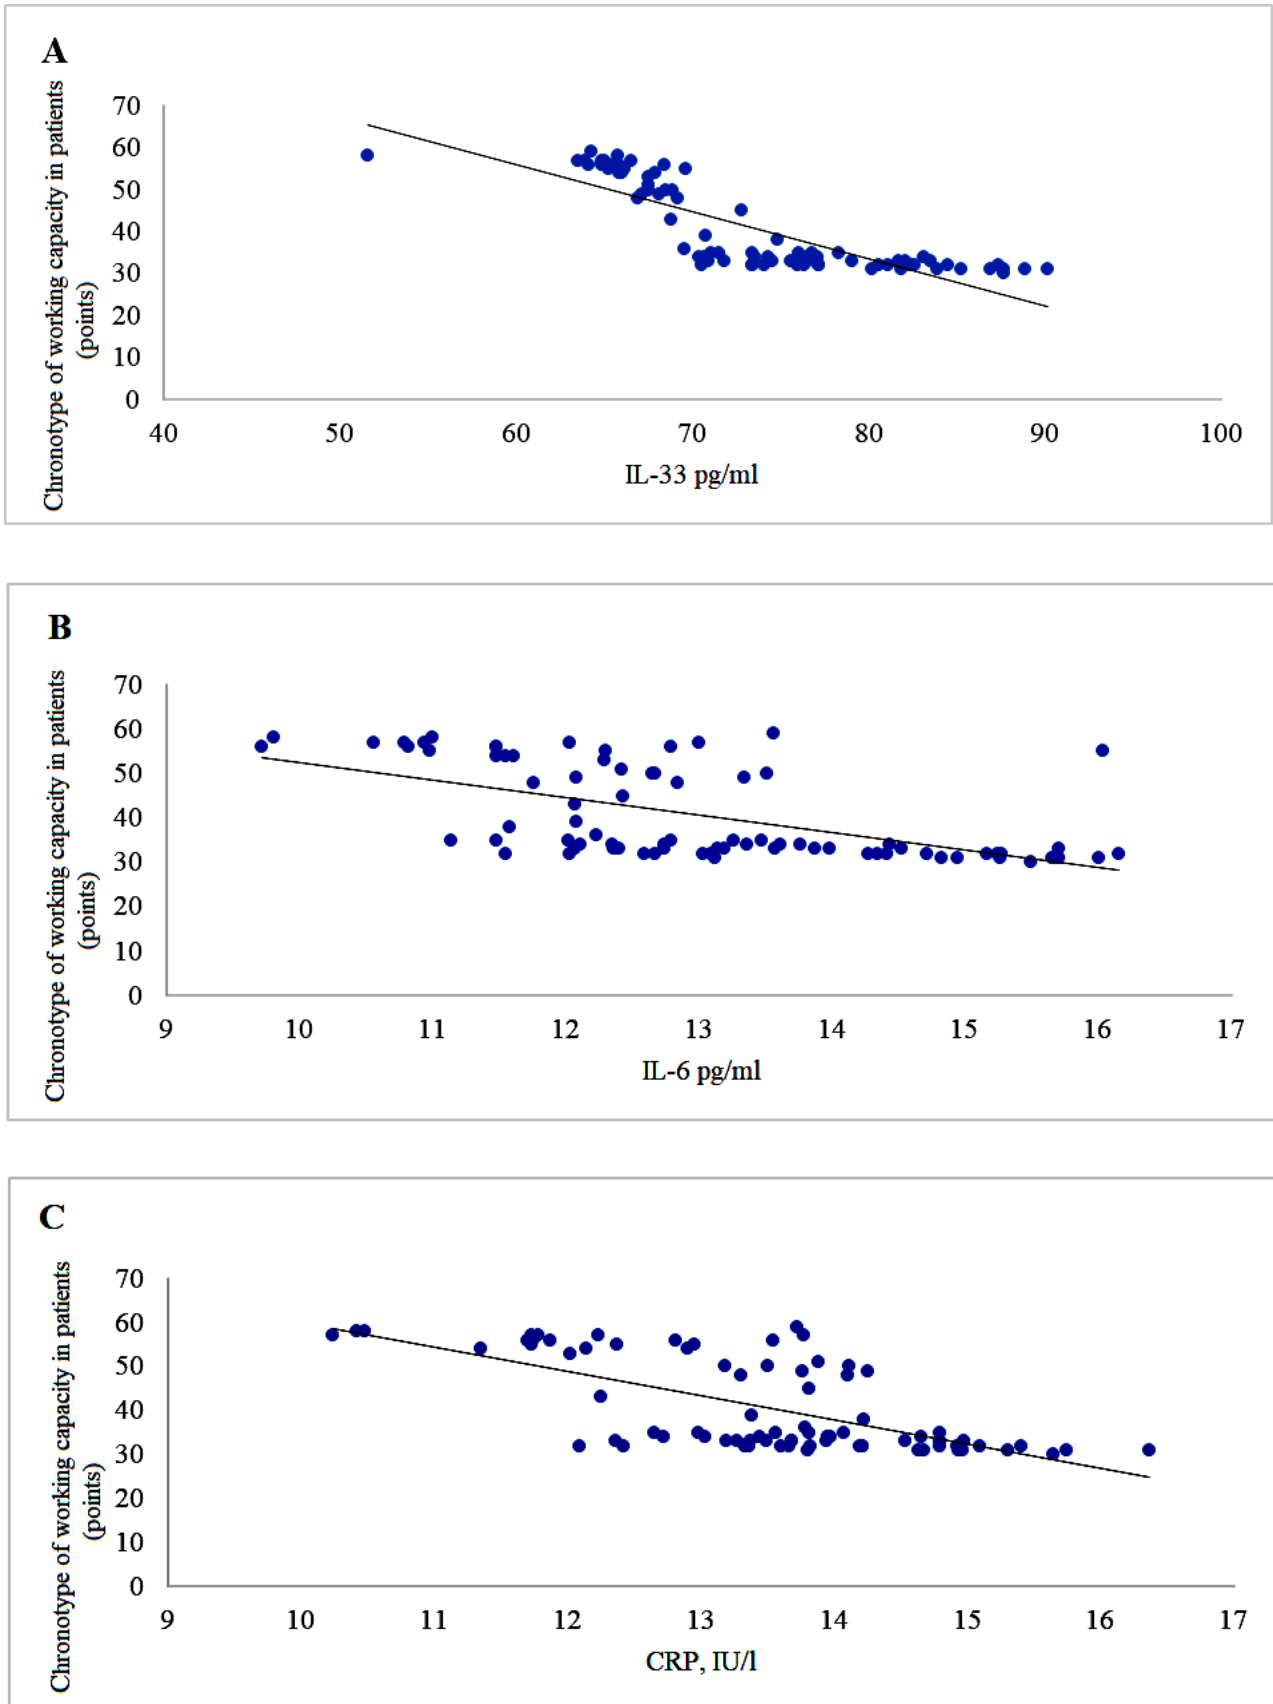 A
Chronotype of working capacity in patients
(points)
70
60
50
40
30
20
10
0
40 50 60 70 80 90 100
IL-33 pg/ml
B
Chronotype of working capacity in patients
(points)
70
60
50
40
30
20
10
0
9 10 11 12 13 14 15 16 17
IL-6 pg/ml
C
Chronotype of working capacity in patients
(points)
70
60
50
40
30
20
10
0
9 10 11 12 13 14 15 16 17
CRP, IU/l